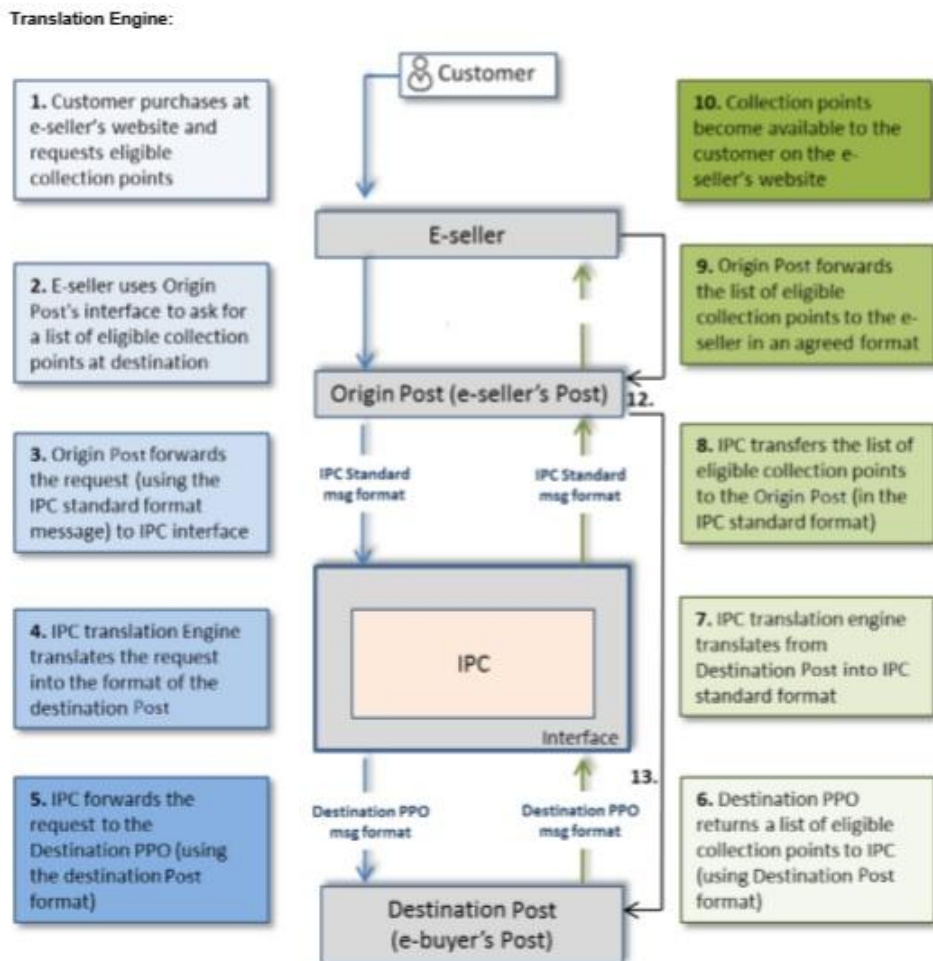 Translation Engine:
Customer
1. Customer purchases at
e-seller's website and
requests eligible
collection points
10. Collection points
become available to the
customer on the e-
seller's website
E-seller
2. E-seller uses Origin
Post's interface to ask for
a list of eligible collection
points at destination
9. Origin Post forwards
the list of eligible
collection points to the e-
seller in an agreed format
Origin Post (e-seller's Post)
12.
3. Origin Post forwards
the request (using the
IPC standard format
message) to IPC interface
IPC Standard
msg format
IPC Standard
msg format
8. IPC transfers the list of
eligible collection points
to the Origin Post (in the
IPC standard format)
4. IPC translation Engine
translates the request
into the format of the
destination Post
IPC
Interface
7. IPC translation engine
translates from
Destination Post into IPC
standard format
13.
5. IPC forwards the
request to the
Destination PPO (using
the destination Post
format)
Destination PPO
msg format
Destination PPO
msg format
6. Destination PPO
returns a list of eligible
collection points to IPC
(using Destination Post
format)
Destination Post
(e-buyer's Post)